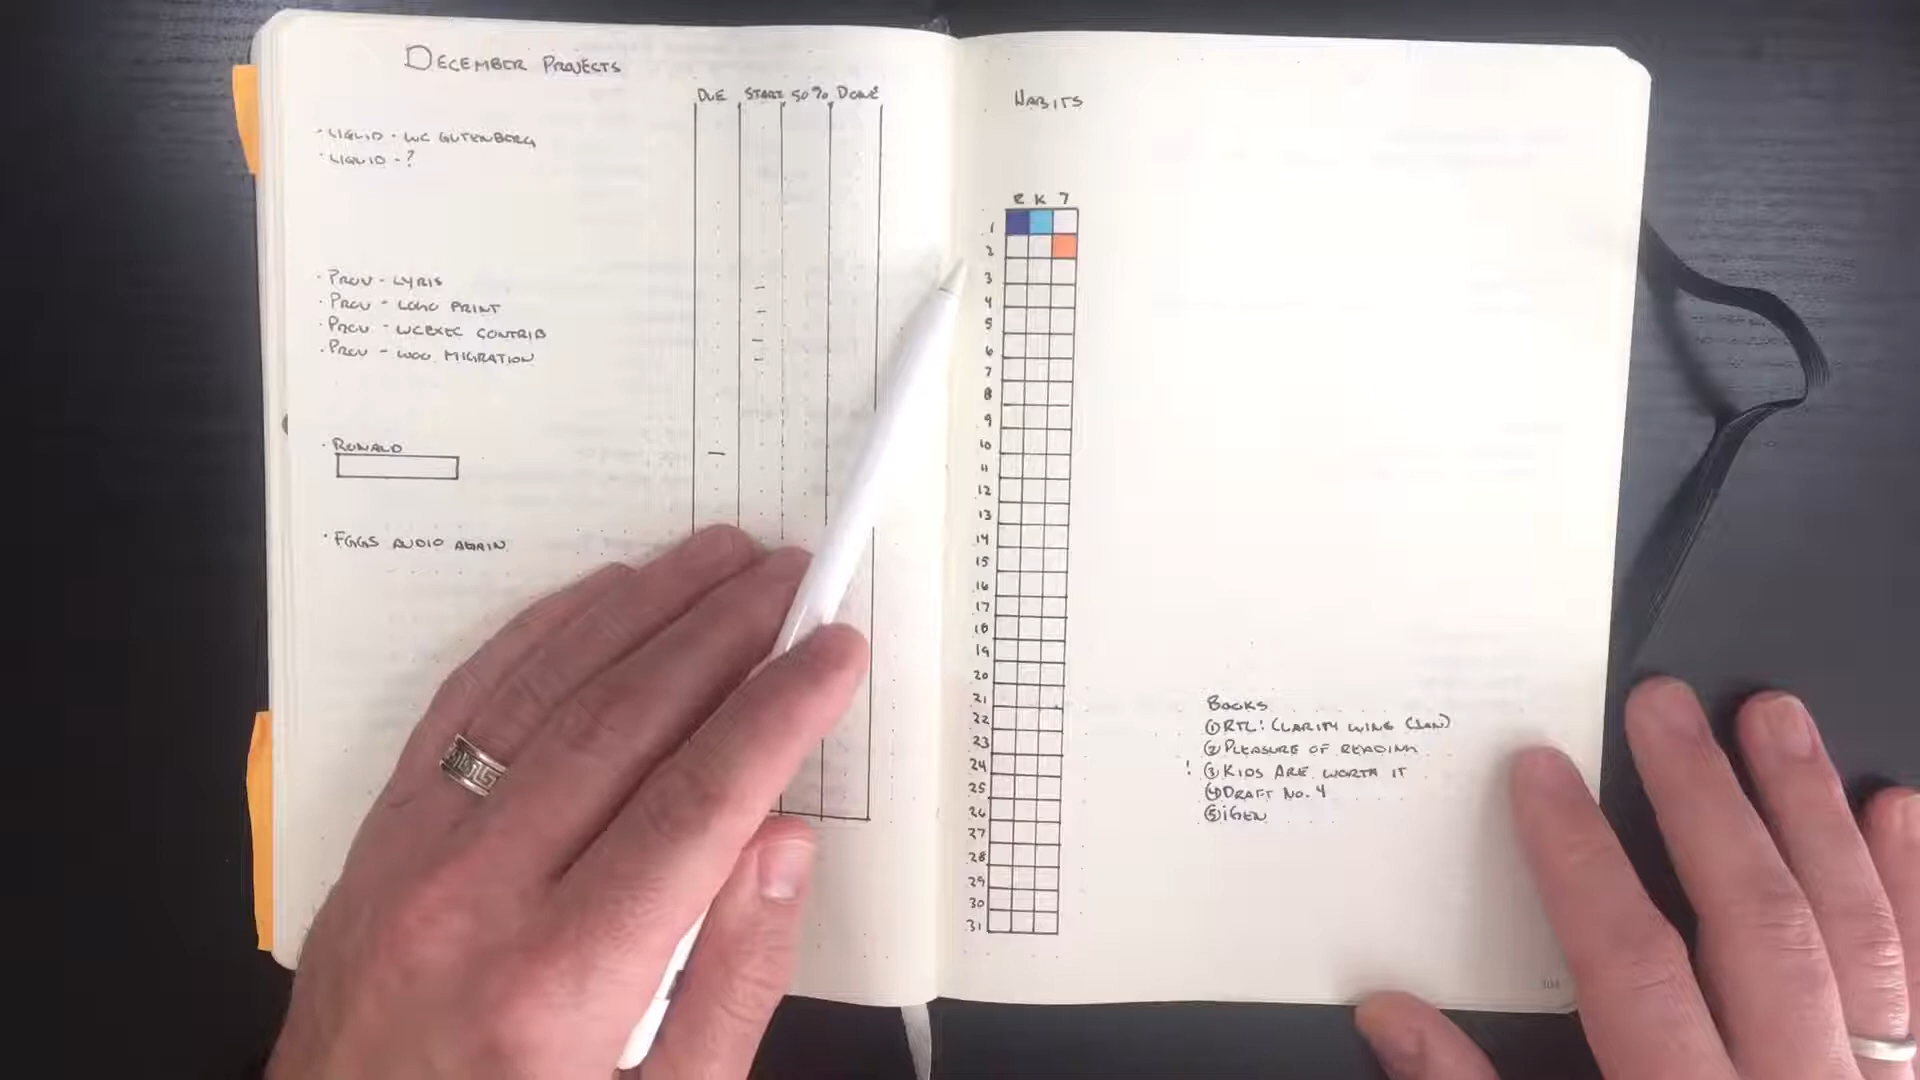 DECEMBER PROJECTS
DUE START 50% DONE
· LIQUID - WC GUTENBERG
· LIQUID - ?
· PROV - LYRIS
· PROV - LOGO PRINT
· PROV - WCEXEC CONTRIB
· PROV - WOO MIGRATION
· RONALD
· FGGS AUDIO AGAIN
HABITS
R K 7
1
2
3
4
5
6
7
8
9
10
11
12
13
14
15
16
17
18
19
20
21
22
23
24
25
26
27
28
29
30
31
BOOKS
① RTL: CLARITY WING (JAN)
② PLEASURE OF READING
! ③ KIDS ARE WORTH IT
④ DRAFT NO. 4
⑤ iGEN